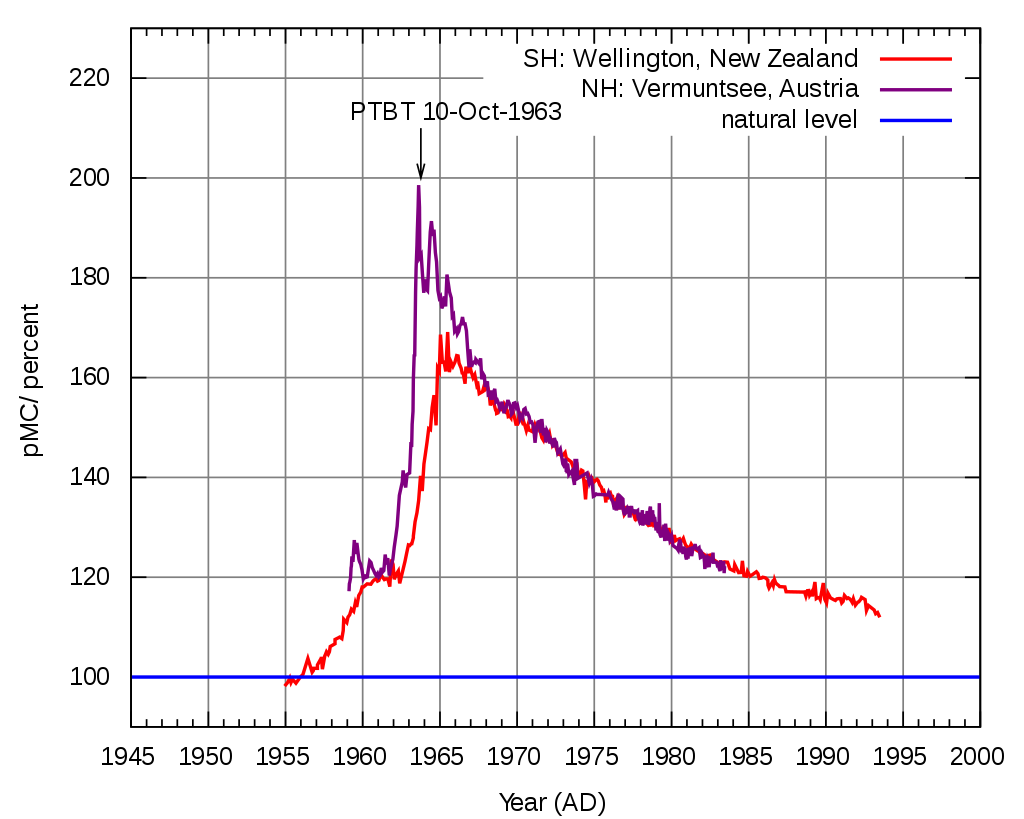 SH: Wellington, New Zealand
NH: Vermuntsee, Austria
natural level
PTBT 10-Oct-1963
220
200
180
160
140
120
100
pMC/ percent
1945 1950 1955 1960 1965 1970 1975 1980 1985 1990 1995 2000
Year (AD)